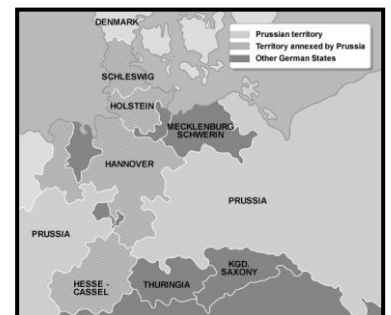 DENMARK
Prussian territory
Territory annexed by Prussia
Other German States
SCHLESWIG
HOLSTEIN
MECKLENBURG
SCHWERIN
HANNOVER
PRUSSIA
PRUSSIA
HESSE -
CASSEL
THURINGIA
KGD.
SAXONY